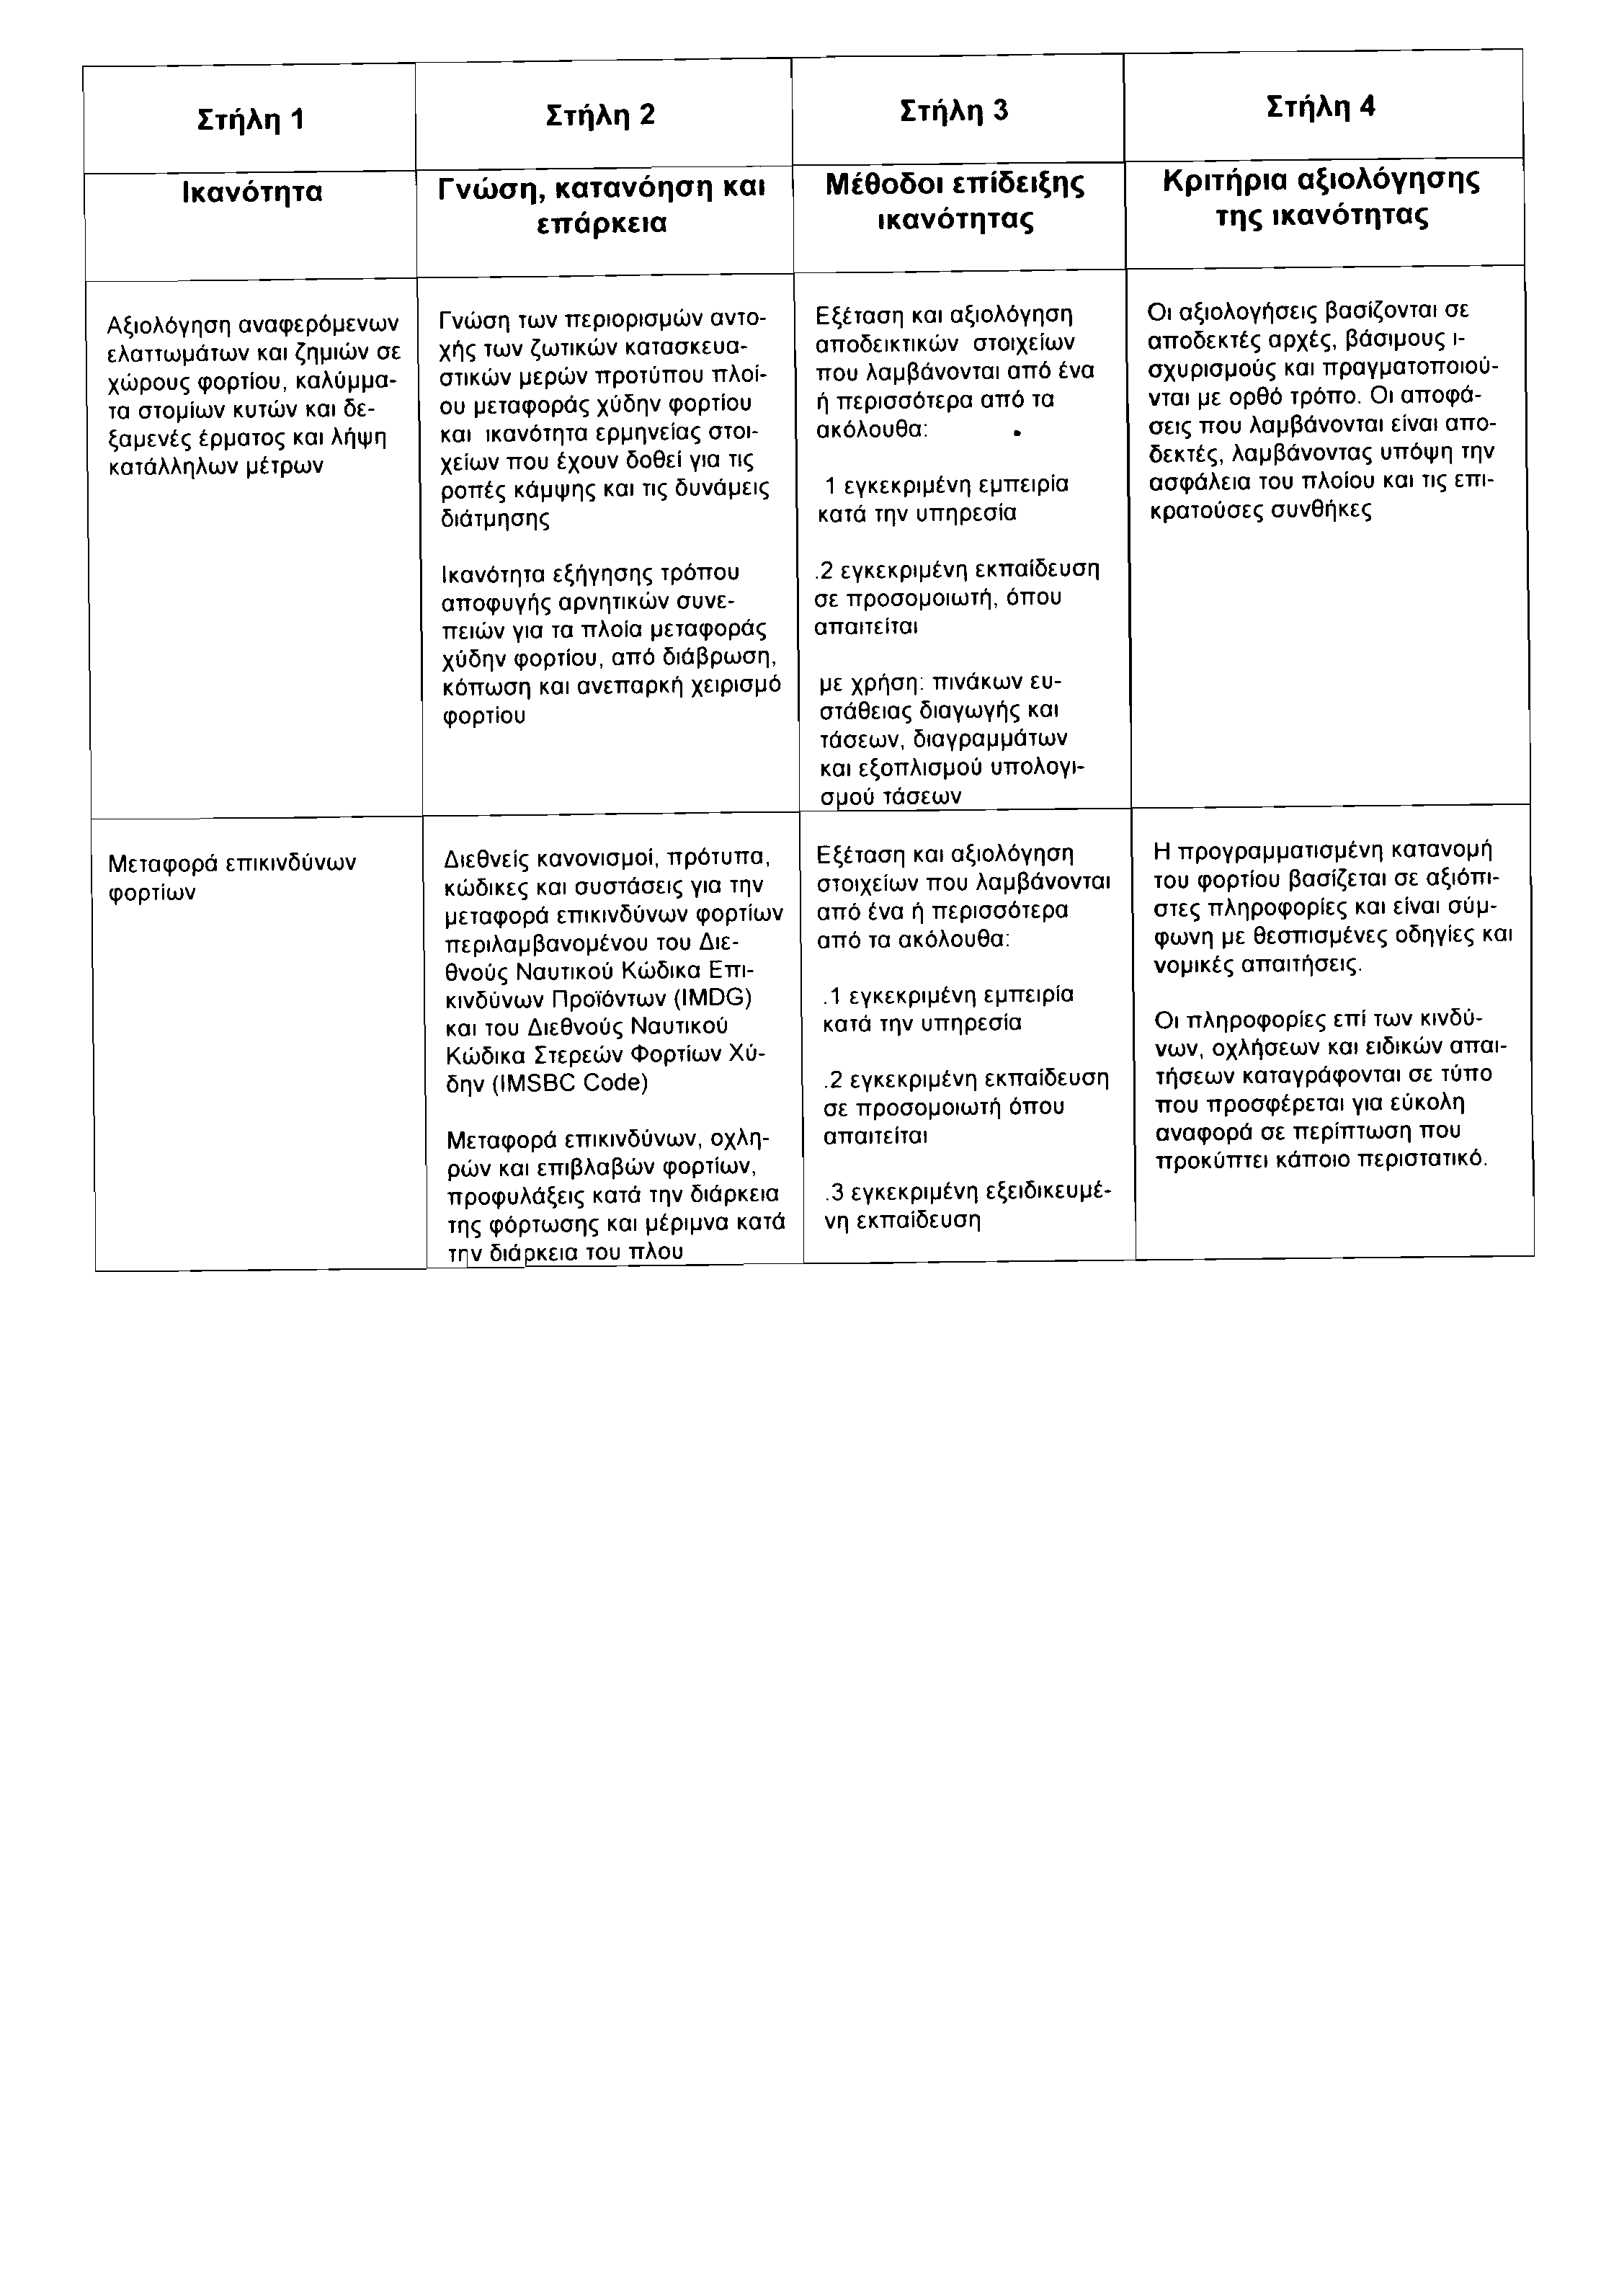 Στήλη 1
Στήλη 2
Στήλη 3
Στήλη 4
Ικανότητα
Γνώση, κατανόηση και
επάρκεια
Μέθοδοι επίδειξης
ικανότητας
Κριτήρια αξιολόγησης
της ικανότητας
Αξιολόγηση αναφερόμενων
ελαττωμάτων και ζημιών σε
χώρους φορτίου, καλύμμα-
τα στομίων κυτών και δε-
ξαμενές έρματος και λήψη
κατάλληλων μέτρων
Γνώση των περιορισμών αντο-
χής των ζωτικών κατασκευα-
στικών μερών προτύπου πλοί-
ου μεταφοράς χύδην φορτίου
και ικανότητα ερμηνείας στοι-
χείων που έχουν δοθεί για τις
ροπές κάμψης και τις δυνάμεις
διάτμησης
Ικανότητα εξήγησης τρόπου
αποφυγής αρνητικών συνε-
πειών για τα πλοία μεταφοράς
χύδην φορτίου, από διάβρωση,
κόπωση και ανεπαρκή χειρισμό
φορτίου
Εξέταση και αξιολόγηση
αποδεικτικών στοιχείων
που λαμβάνονται από ένα
ή περισσότερα από τα
ακόλουθα:
1 εγκεκριμένη εμπειρία
κατά την υπηρεσία
.2 εγκεκριμένη εκπαίδευση
σε προσομοιωτή, όπου
απαιτείται
με χρήση: πινάκων ευ-
στάθειας διαγωγής και
τάσεων, διαγραμμάτων
και εξοπλισμού υπολογι-
σμού τάσεων
Οι αξιολογήσεις βασίζονται σε
αποδεκτές αρχές, βάσιμους ι-
σχυρισμούς και πραγματοποιού-
νται με ορθό τρόπο. Οι αποφά-
σεις που λαμβάνονται είναι απο-
δεκτές, λαμβάνοντας υπόψη την
ασφάλεια του πλοίου και τις επι-
κρατούσες συνθήκες
Μεταφορά επικινδύνων
φορτίων
Διεθνείς κανονισμοί, πρότυπα,
κώδικες και συστάσεις για την
μεταφορά επικινδύνων φορτίων
περιλαμβανομένου του Διε-
θνούς Ναυτικού Κώδικα Επι-
κινδύνων Προϊόντων (IMDG)
και του Διεθνούς Ναυτικού
Κώδικα Στερεών Φορτίων Χύ-
δην (IMSBC Code)
Μεταφορά επικινδύνων, οχλη-
ρών και επιβλαβών φορτίων,
προφυλάξεις κατά την διάρκεια
της φόρτωσης και μέριμνα κατά
την διάρκεια του πλου
Εξέταση και αξιολόγηση
στοιχείων που λαμβάνονται
από ένα ή περισσότερα
από τα ακόλουθα:
.1 εγκεκριμένη εμπειρία
κατά την υπηρεσία
.2 εγκεκριμένη εκπαίδευση
σε προσομοιωτή όπου
απαιτείται
.3 εγκεκριμένη εξειδικευμέ-
νη εκπαίδευση
Η προγραμματισμένη κατανομή
του φορτίου βασίζεται σε αξιόπι-
στες πληροφορίες και είναι σύμ-
φωνη με θεσπισμένες οδηγίες και
νομικές απαιτήσεις.
Οι πληροφορίες επί των κινδύ-
νων, οχλήσεων και ειδικών απαι-
τήσεων καταγράφονται σε τύπο
που προσφέρεται για εύκολη
αναφορά σε περίπτωση που
προκύπτει κάποιο περιστατικό.